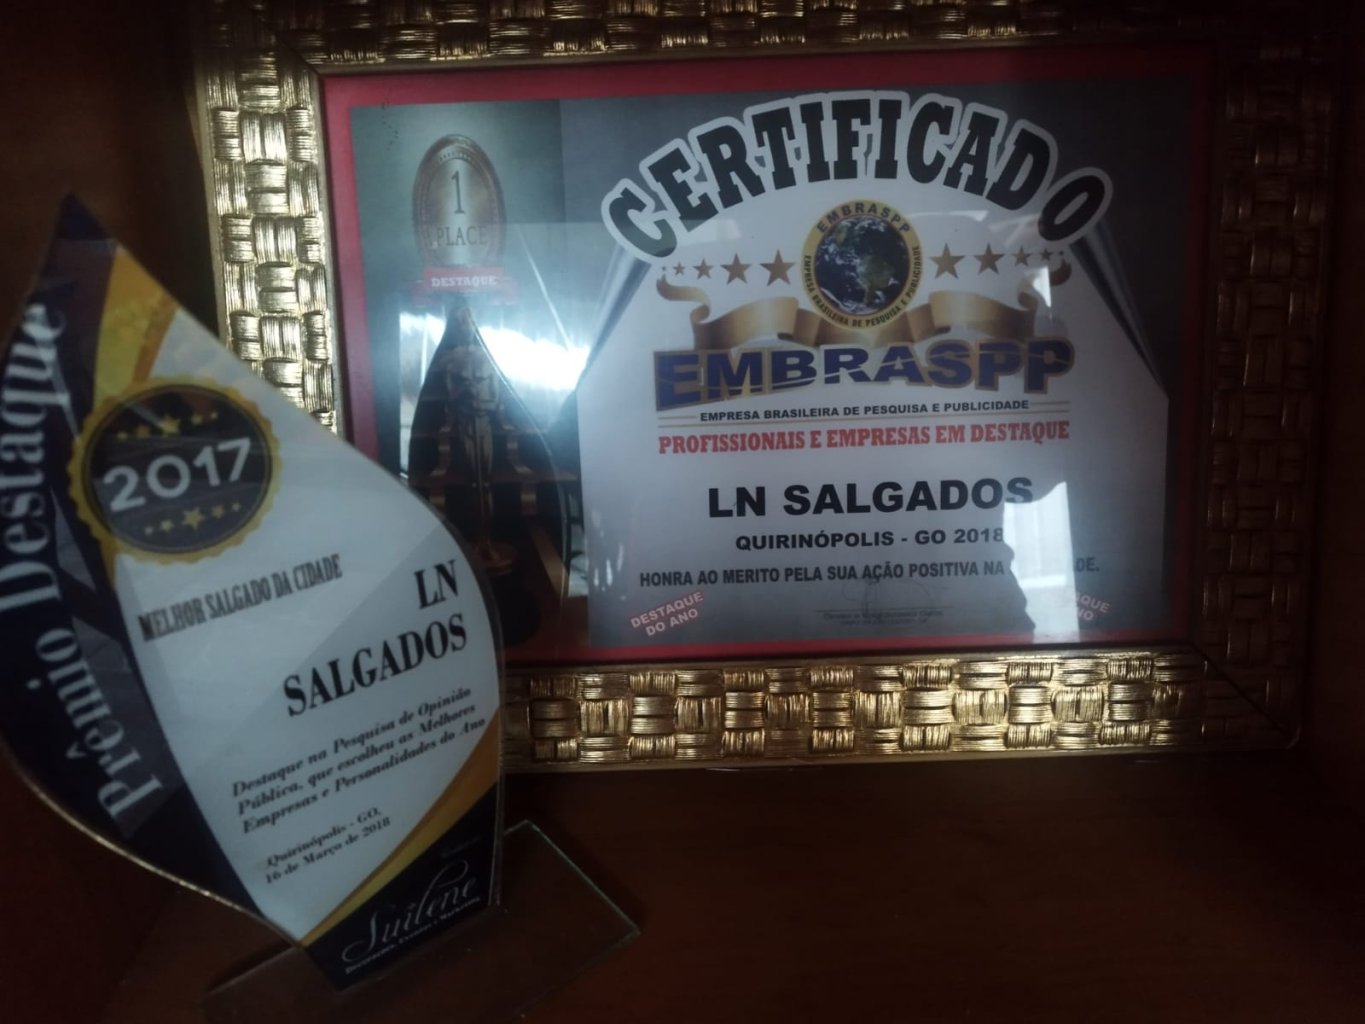 Prêmio Destaque
2017
MELHOR SALGADO DA CIDADE
LN
SALGADOS
Destaque na Pesquisa de Opinião
Pública, que escolheu as Melhores
Empresas e Personalidades do Ano
Quirinópolis - GO,
16 de Março de 2018
Suilene
1
PLACE
DESTAQUE
CERTIFICADO
EMBRASPP
EMPRESA BRASILEIRA DE PESQUISA E PUBLICIDADE
EMBRASPP
EMPRESA BRASILEIRA DE PESQUISA E PUBLICIDADE
PROFISSIONAIS E EMPRESAS EM DESTAQUE
LN SALGADOS
QUIRINÓPOLIS - GO 2018
HONRA AO MERITO PELA SUA AÇÃO POSITIVA NA
DESTAQUE
DO ANO